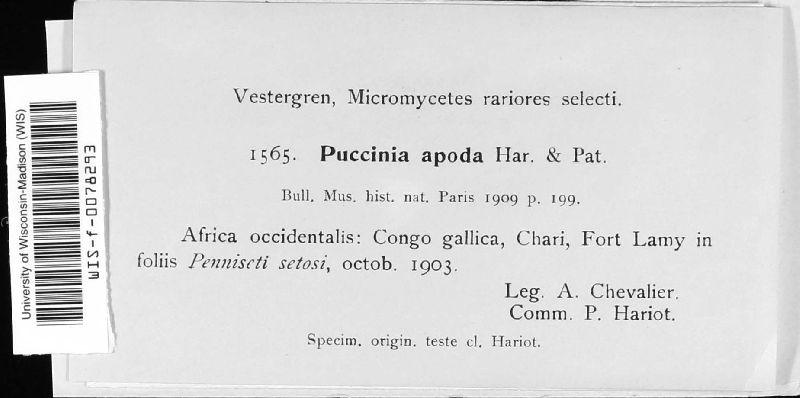 Vestergren, Micromycetes rariores selecti.
1565. Puccinia apoda Har. & Pat.
Bull. Mus. hist. nat. Paris 1909 p. 199.
Africa occidentalis: Congo gallica, Chari, Fort Lamy in
foliis Penniseti setosi, octob. 1903.
Leg. A. Chevalier.
Comm. P. Hariot.
Specim. origin. teste cl. Hariot.
University of Wisconsin-Madison (WIS)
WIS-f-0078293